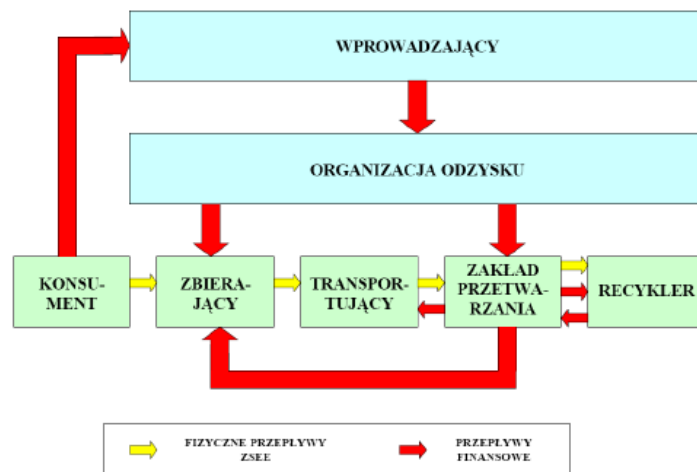 WPROWADZAJĄCY
ORGANIZACJA ODZYSKU
KONSU-
MENT
ZBIERA-
JĄCY
TRANSPOR-
TUJĄCY
ZAKŁAD
PRZETWA-
RZANIA
RECYKLER
FIZYCZNE PRZEPŁYWY
ZSEE
PRZEPŁYWY
FINANSOWE